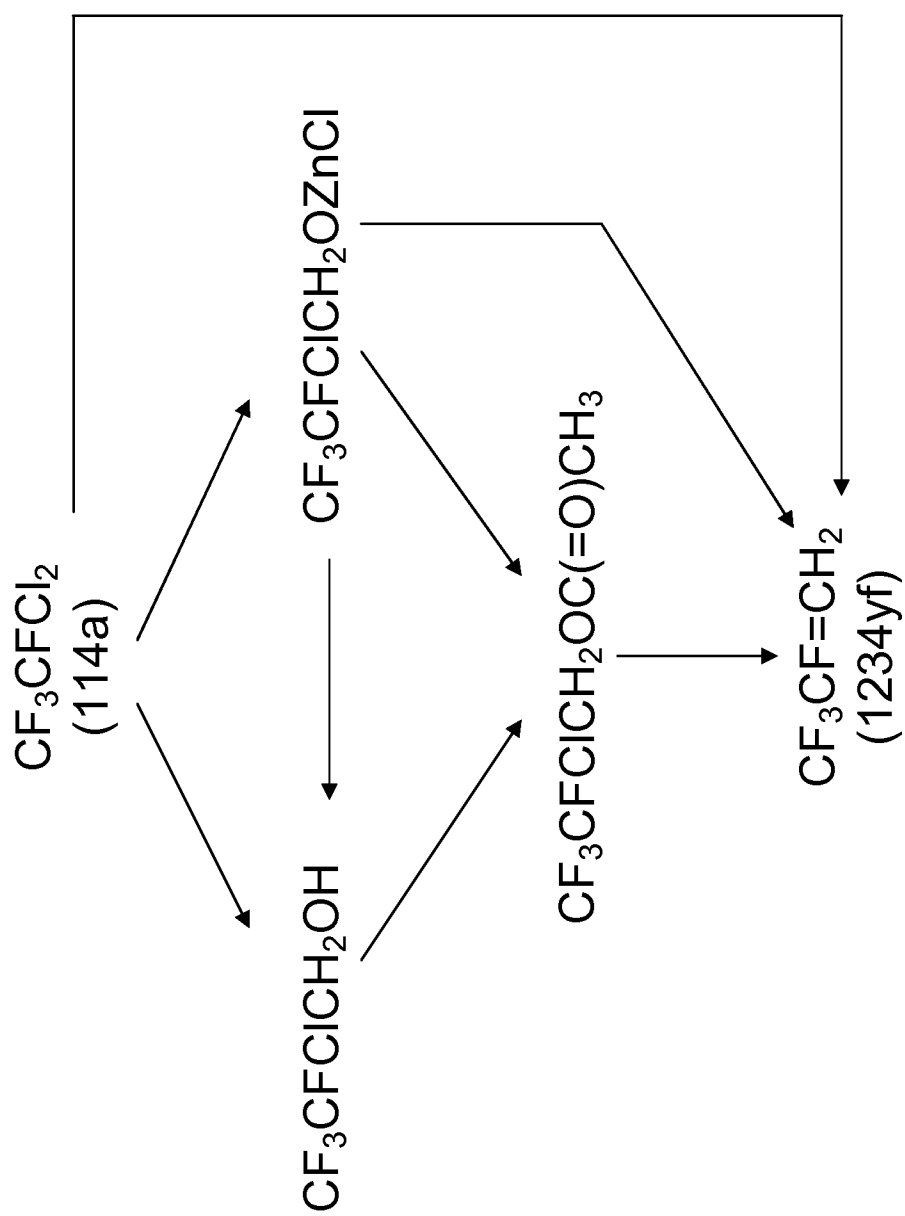 CF₃CFCl₂
(114a)
CF₃CFClCH₂OH
CF₃CFClCH₂OZnCl
CF₃CFClCH₂OC(=O)CH₃
CF₃CF=CH₂
(1234yf)